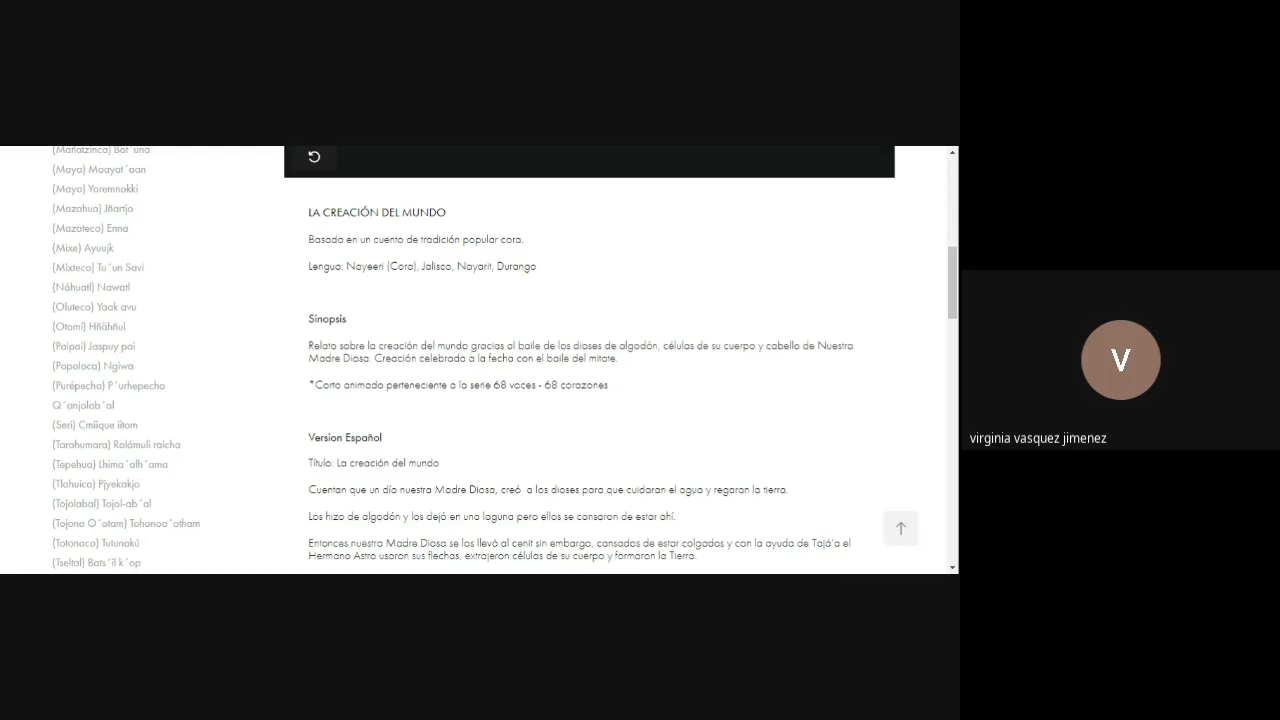 (Matlatzinca) Bot´una
(Maya) Maayat´aan
(Mayo) Yoremnokki
(Mazahua) Jñartjo
(Mazateco) Enna
(Mixe) Ayuujk
(Mixteco) Tu´un Savi
(Náhuatl) Nawatl
(Oluteco) Yaak avu
(Otomí) Hñähñul
(Paipai) Jaspuy pai
(Popoloca) Ngiwa
(Purépecha) P´urhepecha
Q´anjolab´al
(Seri) Cmiique iitom
(Tarahumara) Ralámuli raicha
(Tepehua) Lhima´alh´ama
(Tlahuica) Pjyekakjo
(Tojolabal) Tojol-ab´al
(Tojono O´otam) Tohonoo´otham
(Totonaco) Tutunakú
(Tseltal) Bats´il k´op
LA CREACIÓN DEL MUNDO
Basado en un cuento de tradición popular cora.
Lengua: Nayeeri (Cora), Jalisco, Nayarit, Durango
Sinopsis
Relato sobre la creación del mundo gracias al baile de los dioses de algodón, células de su cuerpo y cabello de Nuestra
Madre Diosa. Creación celebrada a la fecha con el baile del mitote.
*Corto animado perteneciente a la serie 68 voces - 68 corazones
Version Español
Título: La creación del mundo
Cuentan que un día nuestra Madre Diosa, creó a los dioses para que cuidaran el agua y regaran la tierra.
Los hizo de algodón y los dejó en una laguna pero ellos se cansaron de estar ahí.
Entonces nuestra Madre Diosa se los llevó al cenit sin embargo, cansados de estar colgados y con la ayuda de Tajá'a el
Hermano Astro usaron sus flechas, extrajeron células de su cuerpo y formaron la Tierra.
V
virginia vasquez jimenez